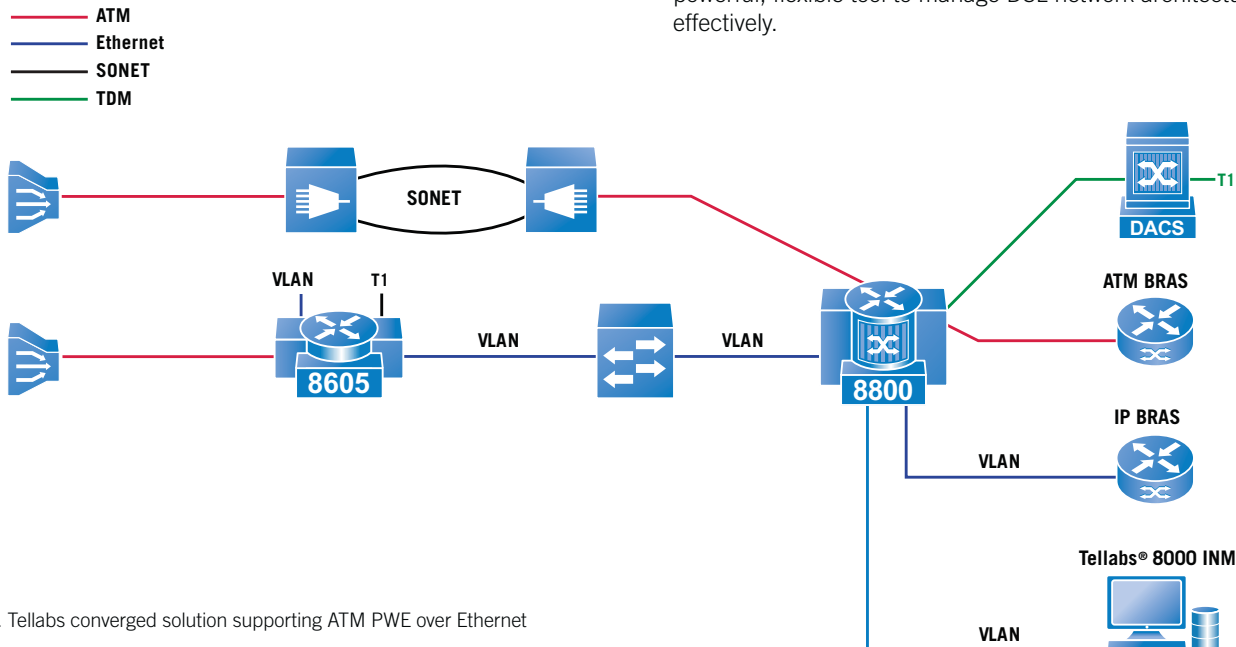 effectively.
ATM
Ethernet
SONET
TDM
SONET
T1
DACS
VLAN
T1
ATM BRAS
VLAN
VLAN
8605
8800
IP BRAS
VLAN
Tellabs® 8000 INM
Tellabs converged solution supporting ATM PWE over Ethernet
VLAN